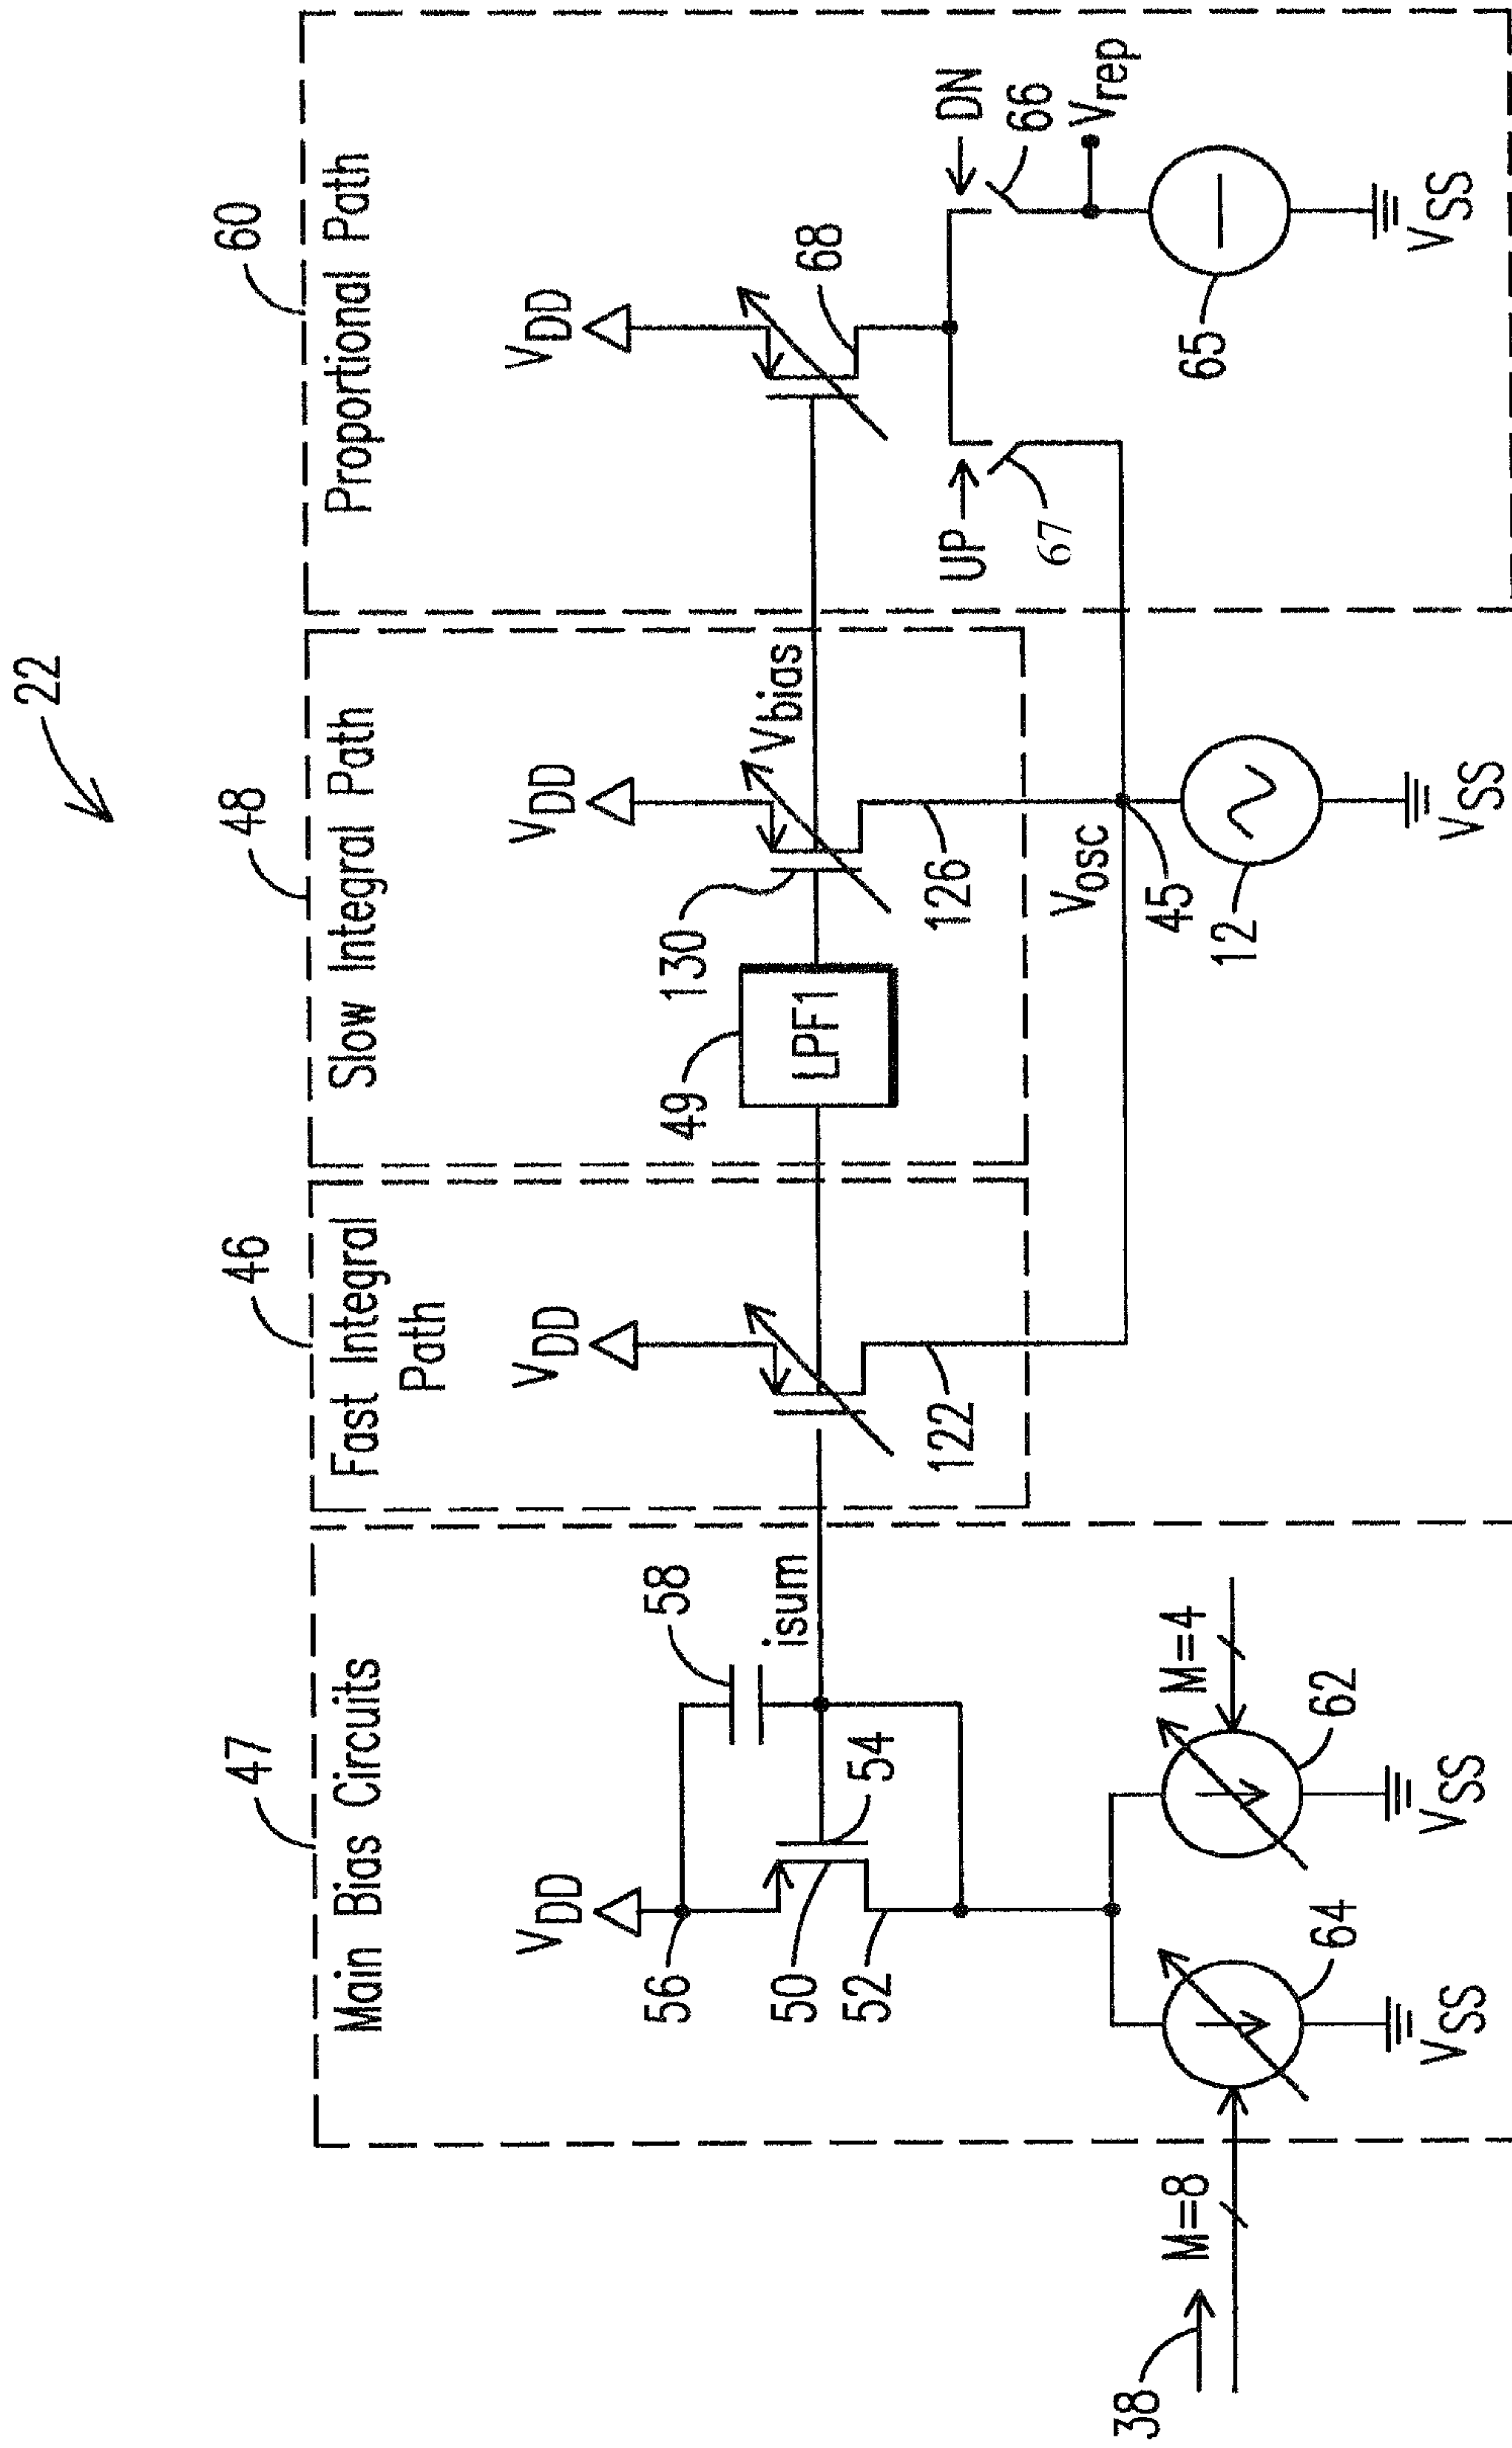 22
47
Main Bias Circuits
46
Fast Integral
Path
48
Slow Integral Path
60
Proportional Path
VDD
56
50
52
54
58
isum
VDD
122
49
LPF1
130
VDD
Vbias
126
VDD
68
UP
67
DN
66
Vrep
65
VSS
Vosc
45
12
VSS
38
M=8
64
VSS
M=4
62
VSS